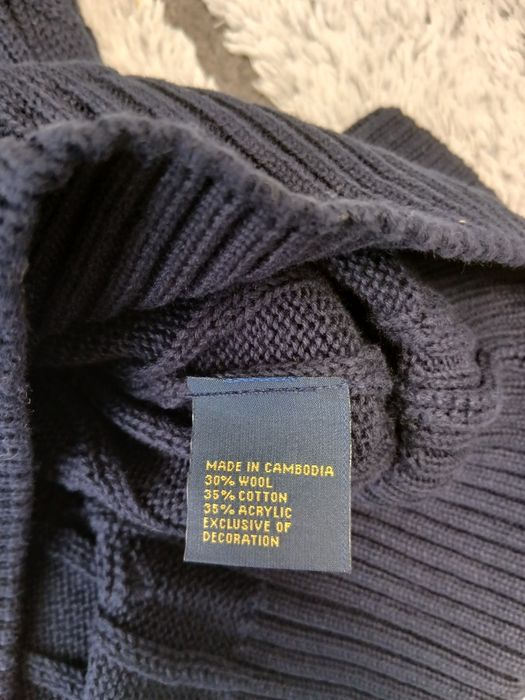 MADE IN CAMBODIA
30% WOOL
35% COTTON
35% ACRYLIC
EXCLUSIVE OF
DECORATION